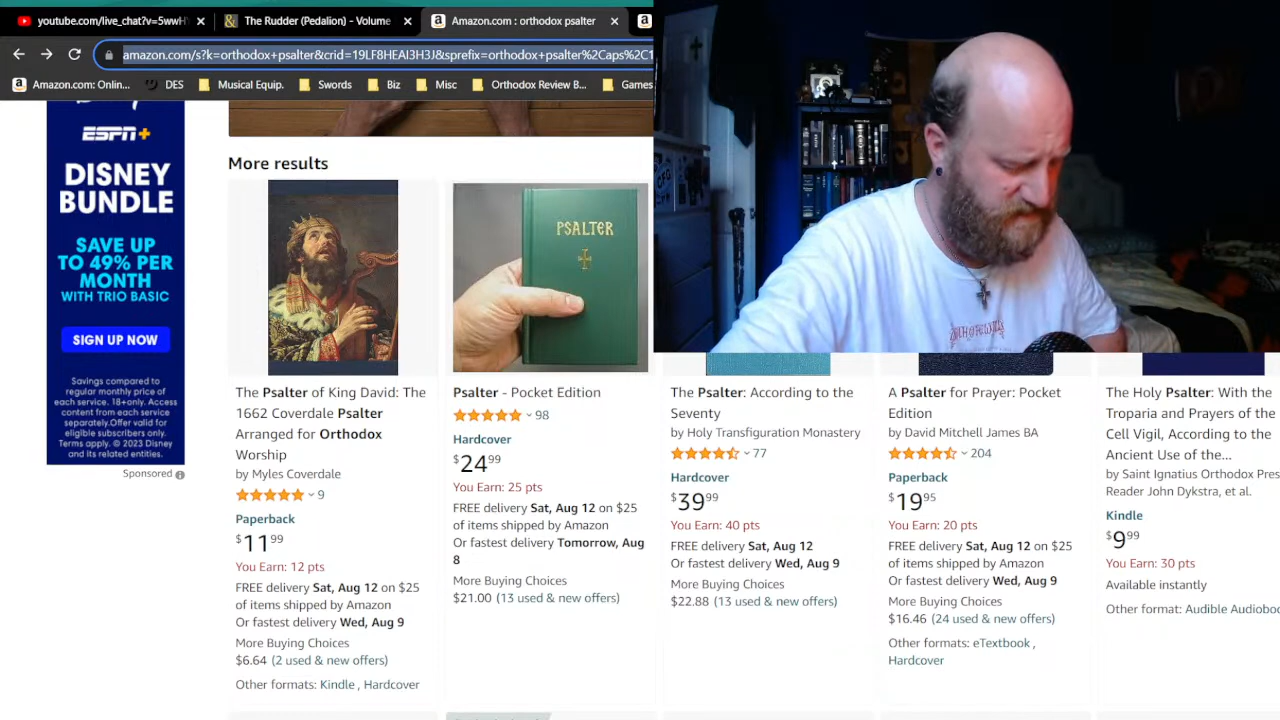 youtube.com/live_chat?v=5wwH
The Rudder (Pedalion) - Volume
Amazon.com : orthodox psalter
amazon.com/s?k=orthodox+psalter&crid=19LF8HEAI3H3J&sprefix=orthodox+psalter%2Caps%2C1
Amazon.com: Onlin...
DES
Musical Equip.
Swords
Biz
Misc
Orthodox Review B...
Games
ESPN+
DISNEY
BUNDLE
SAVE UP
TO 49% PER
MONTH
WITH TRIO BASIC
SIGN UP NOW
Savings compared to
regular monthly price of
each service. 18+only. Access
content from each service
separately.Offer valid for
eligible subscribers only.
Terms apply. © 2023 Disney
and its related entities.
Sponsored
More results
PSALTER
The Psalter of King David: The
1662 Coverdale Psalter
Arranged for Orthodox
Worship
by Myles Coverdale
9
Paperback
$11.99
You Earn: 12 pts
FREE delivery Sat, Aug 12 on $25
of items shipped by Amazon
Or fastest delivery Wed, Aug 9
More Buying Choices
$6.64 (2 used & new offers)
Other formats: Kindle , Hardcover
Psalter - Pocket Edition
98
Hardcover
$24.99
You Earn: 25 pts
FREE delivery Sat, Aug 12 on $25
of items shipped by Amazon
Or fastest delivery Tomorrow, Aug
8
More Buying Choices
$21.00 (13 used & new offers)
The Psalter: According to the
Seventy
by Holy Transfiguration Monastery
77
Hardcover
$39.99
You Earn: 40 pts
FREE delivery Sat, Aug 12
Or fastest delivery Wed, Aug 9
More Buying Choices
$22.88 (13 used & new offers)
A Psalter for Prayer: Pocket
Edition
by David Mitchell James BA
204
Paperback
$19.95
You Earn: 20 pts
FREE delivery Sat, Aug 12 on $25
of items shipped by Amazon
Or fastest delivery Wed, Aug 9
More Buying Choices
$16.46 (24 used & new offers)
Other formats: eTextbook ,
Hardcover
The Holy Psalter: With the
Troparia and Prayers of the
Cell Vigil, According to the
Ancient Use of the...
by Saint Ignatius Orthodox Pres
Reader John Dykstra, et al.
Kindle
$9.99
You Earn: 30 pts
Available instantly
Other format: Audible Audioboo